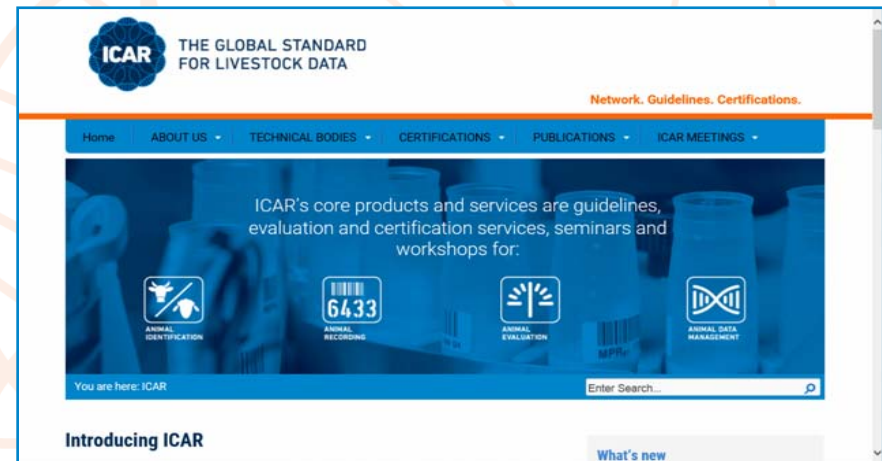 ICAR
THE GLOBAL STANDARD
FOR LIVESTOCK DATA
Network. Guidelines. Certifications.
Home ABOUT US TECHNICAL BODIES CERTIFICATIONS PUBLICATIONS ICAR MEETINGS
ICAR's core products and services are guidelines,
evaluation and certification services, seminars and
workshops for:
6433
ANIMAL
IDENTIFICATION
ANIMAL
RECORDING
ANIMAL
EVALUATION
ANIMAL DATA
MANAGEMENT
You are here: ICAR
Enter Search...
Introducing ICAR
What's new